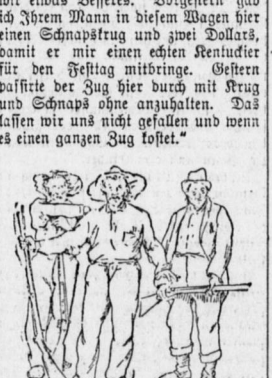 wir etwas Besseres. Vorgestern gab
ich Ihrem Mann in diesem Wagen hier
einen Schnapskrug und zwei Dollars,
damit er mir einen echten Kentuckier
für den Festtag mitbringe. Gestern
passirte der Zug hier durch mit Krug
und Schnaps ohne anzuhalten. Das
lassen wir uns nicht gefallen und wenn
es einen ganzen Zug kostet.“